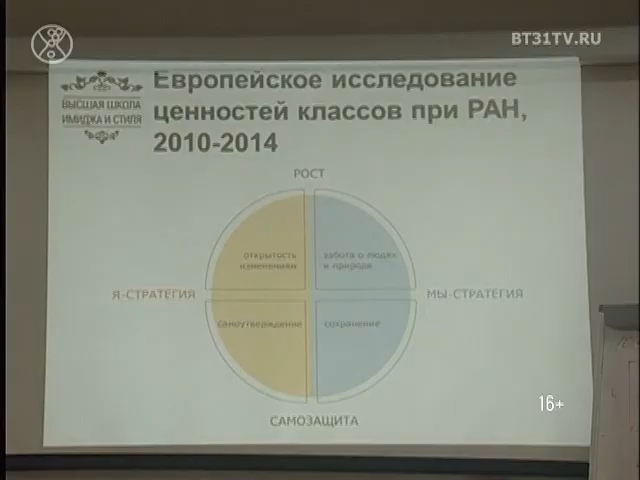 BT31TV.RU
ВЫСШАЯ ШКОЛА
ИМИДЖА И СТИЛЯ
Европейское исследование
ценностей классов при РАН,
2010-2014
РОСТ
открытость
изменениям
забота о людях
и природе
Я-СТРАТЕГИЯ
МЫ-СТРАТЕГИЯ
самоутверждение
сохранение
САМОЗАЩИТА
16+